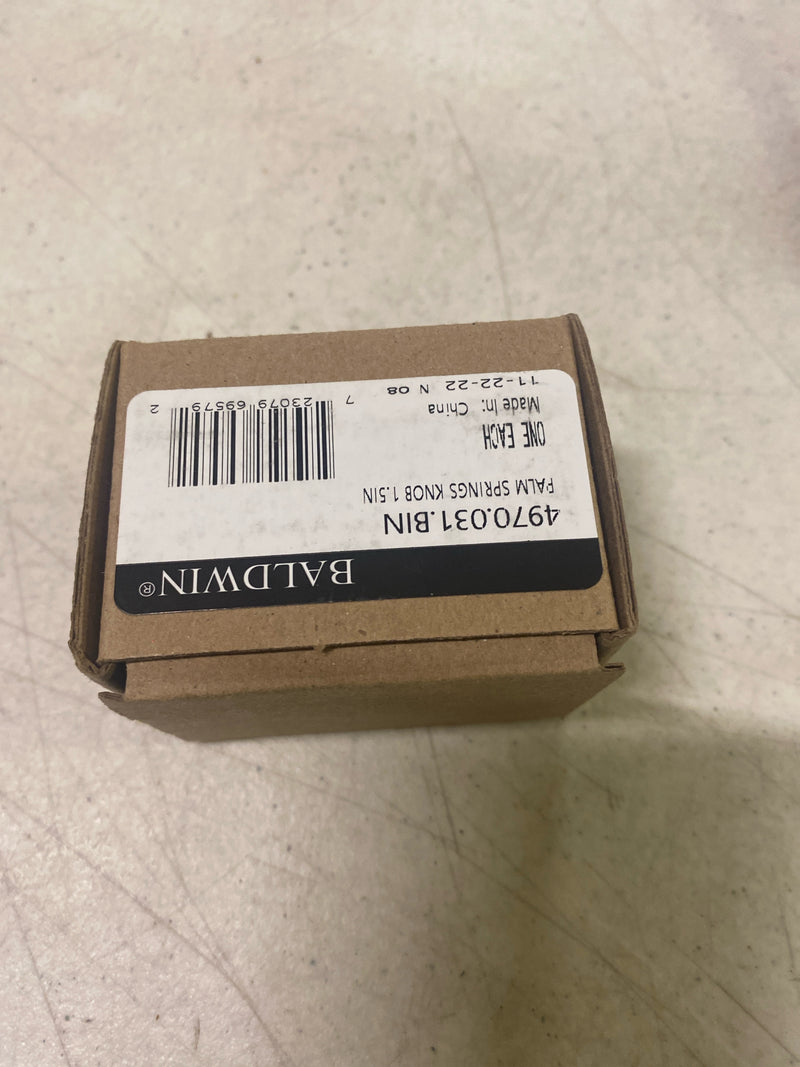 BALDWIN®
4970.031.BIN
PALM SPRINGS KNOB 1.5IN
ONE EACH
Made In: China
11-22-22 N 08
7 23079 69579 2